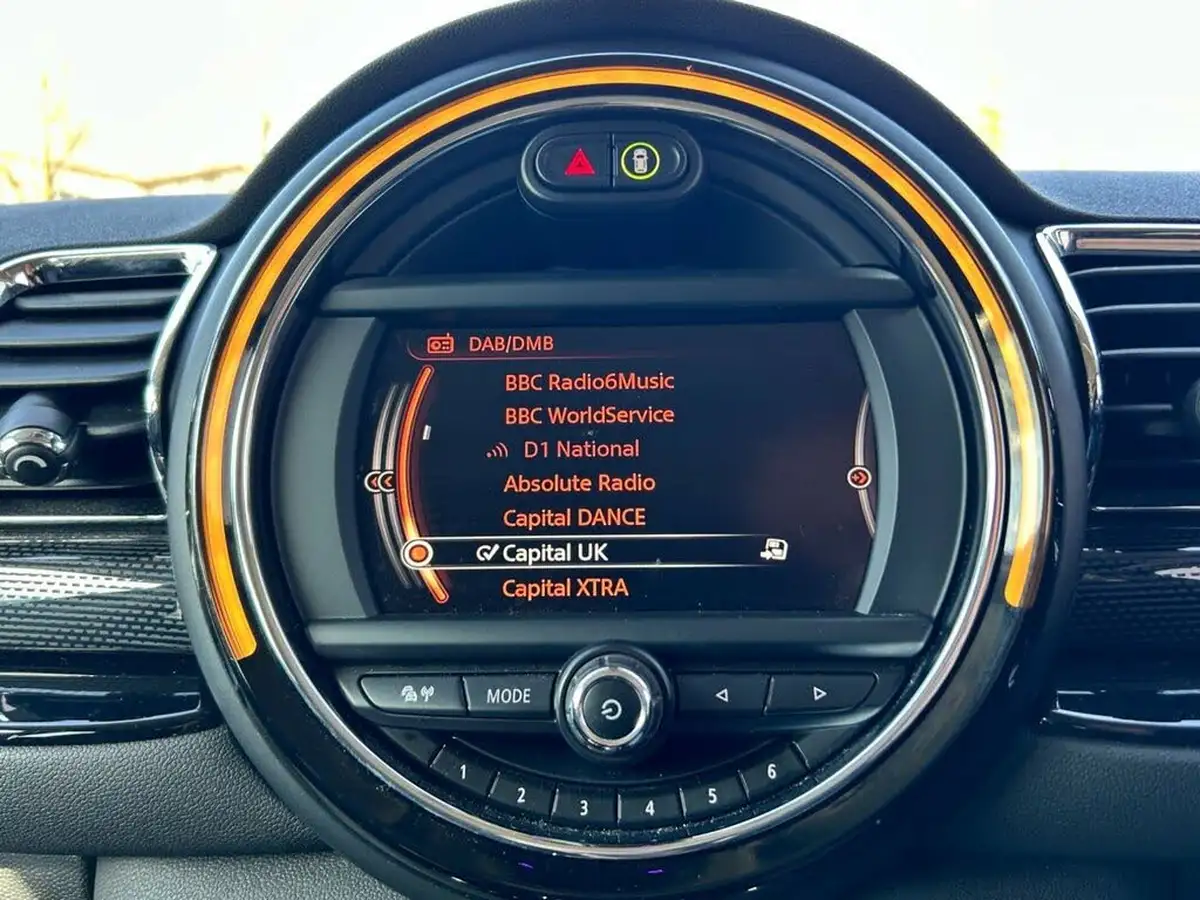 DAB/DMB
BBC Radio6Music
BBC WorldService
D1 National
Absolute Radio
Capital DANCE
Capital UK
Capital XTRA
MODE
1 2 3 4 5 6